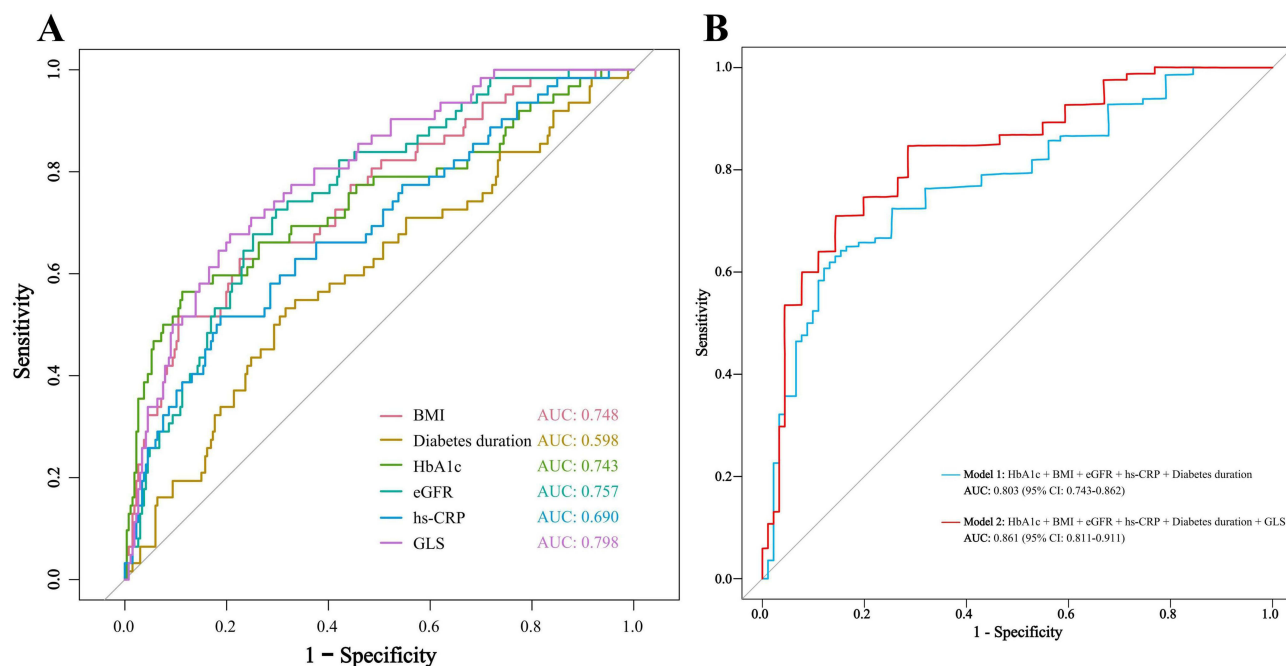 A
Sensitivity
1.0
0.8
0.6
0.4
0.2
0.0
BMI AUC: 0.748
Diabetes duration AUC: 0.598
HbA1c AUC: 0.743
eGFR AUC: 0.757
hs-CRP AUC: 0.690
GLS AUC: 0.798
0.0 0.2 0.4 0.6 0.8 1.0
1 − Specificity
B
Sensitivity
1.0
0.8
0.6
0.4
0.2
0.0
Model 1: HbA1c + BMI + eGFR + hs-CRP + Diabetes duration
AUC: 0.803 (95% CI: 0.743-0.862)
Model 2: HbA1c + BMI + eGFR + hs-CRP + Diabetes duration + GLS
AUC: 0.861 (95% CI: 0.811-0.911)
0.0 0.2 0.4 0.6 0.8 1.0
1 - Specificity